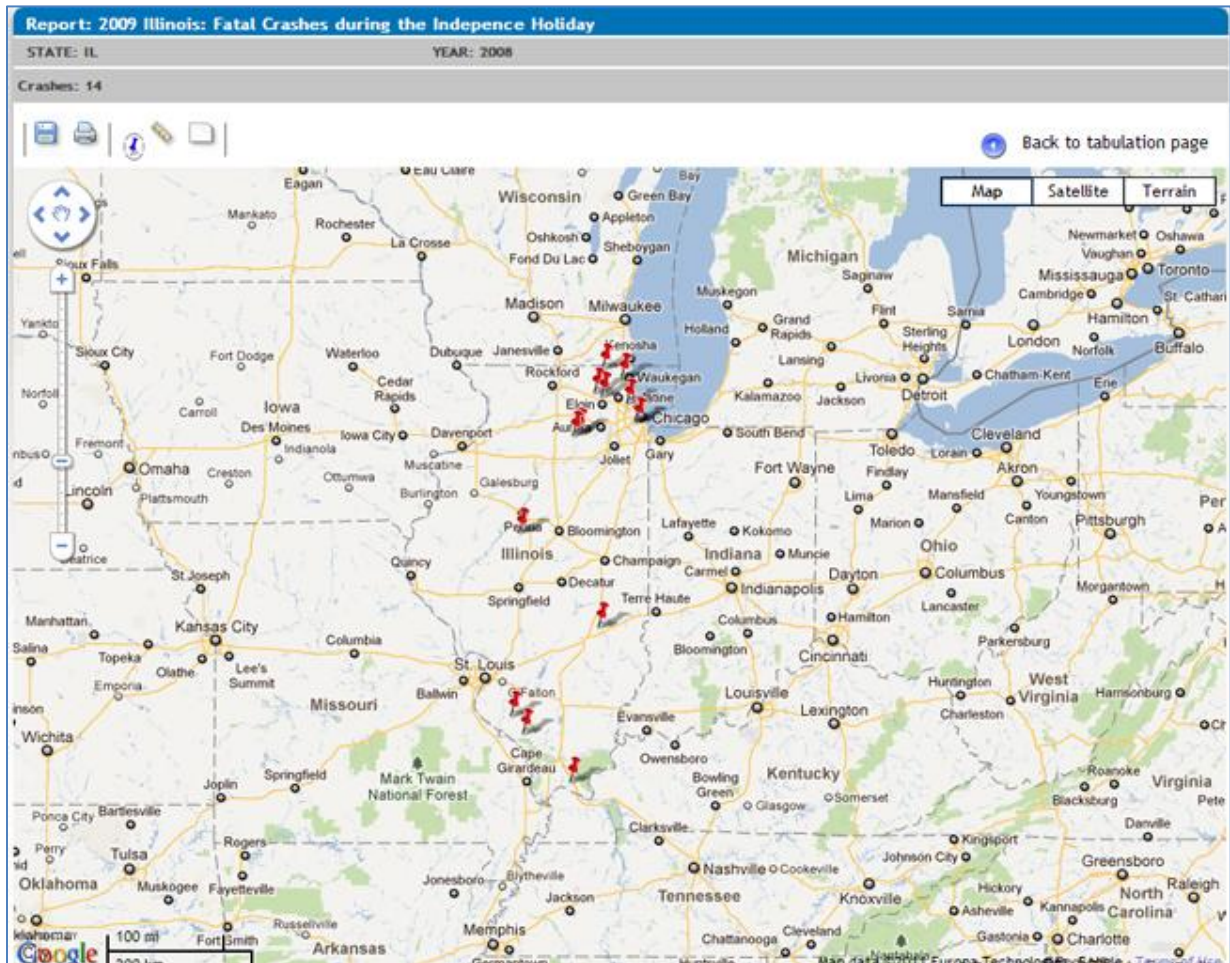 Report: 2009 Illinois: Fatal Crashes during the Indepence Holiday
STATE: IL YEAR: 2008
Crashes: 14
Back to tabulation page
Map Satellite Terrain
Eagan
Eau Claire
Wisconsin
Green Bay
Bay
Appleton
Mankato
Rochester
La Crosse
Oshkosh
Sheboygan
Fond Du Lac
Michigan
Saginaw
Newmarket
Oshawa
Vaughan
Mississauga
Toronto
Sioux Falls
Cambridge
St. Cathar
Madison
Milwaukee
Muskegon
Grand Rapids
Flint
Sarnia
Hamilton
Holland
Sterling Heights
London
Norfolk
Buffalo
Yankto
Sioux City
Fort Dodge
Waterloo
Dubuque
Janesville
Kenosha
Lansing
Rockford
Waukegan
Livonia
Detroit
Chatham-Kent
Erie
Cedar Rapids
Norfoll
Carroll
Iowa
Elgin
Kalamazoo
Jackson
Des Moines
Iowa City
Davenport
Chicago
South Bend
Toledo
Cleveland
Lorain
Fremont
Indianola
Muscatine
Joliet
Gary
Akron
Omaha
Creston
Ottumwa
Galesburg
Fort Wayne
Findlay
Youngstown
Lincoln
Plattsmouth
Burlington
Lima
Mansfield
Canton
Pittsburgh
Per
Peoria
Bloomington
Lafayette
Kokomo
Marion
Ohio
Illinois
Champaign
Indiana
Muncie
Quincy
Carmel
Dayton
Columbus
St Joseph
Decatur
Springfield
Indianapolis
Morgantown
Terre Haute
Lancaster
Manhattan
Kansas City
Columbia
Columbus
Hamilton
Parkersburg
Salina
Topeka
Olathe
Lee's Summit
St. Louis
Bloomington
Cincinnati
Emporia
Ballwin
O'Fallon
Louisville
Huntington
West Virginia
Harrisonburg
Missouri
Lexington
Charleston
Wichita
Evansville
Owensboro
Cape Girardeau
Springfield
Mark Twain National Forest
Kentucky
Bowling Green
Glasgow
Somerset
Roanoke
Virginia
Joplin
Blacksburg
Ponca City
Bartlesville
Clarksville
Danville
Perry
Rogers
Kingsport
Tulsa
Johnson City
Greensboro
Oklahoma
Muskogee
Fayetteville
Jonesboro
Blytheville
Nashville
Cookeville
Knoxville
Hickory
North Carolina
Raleigh
Jackson
Tennessee
Asheville
Kannapolis
Russellville
Fort Smith
Arkansas
Memphis
Chattanooga
Cleveland
Gastonia
Charlotte
Google
100 mi
200 km
Terms of Use